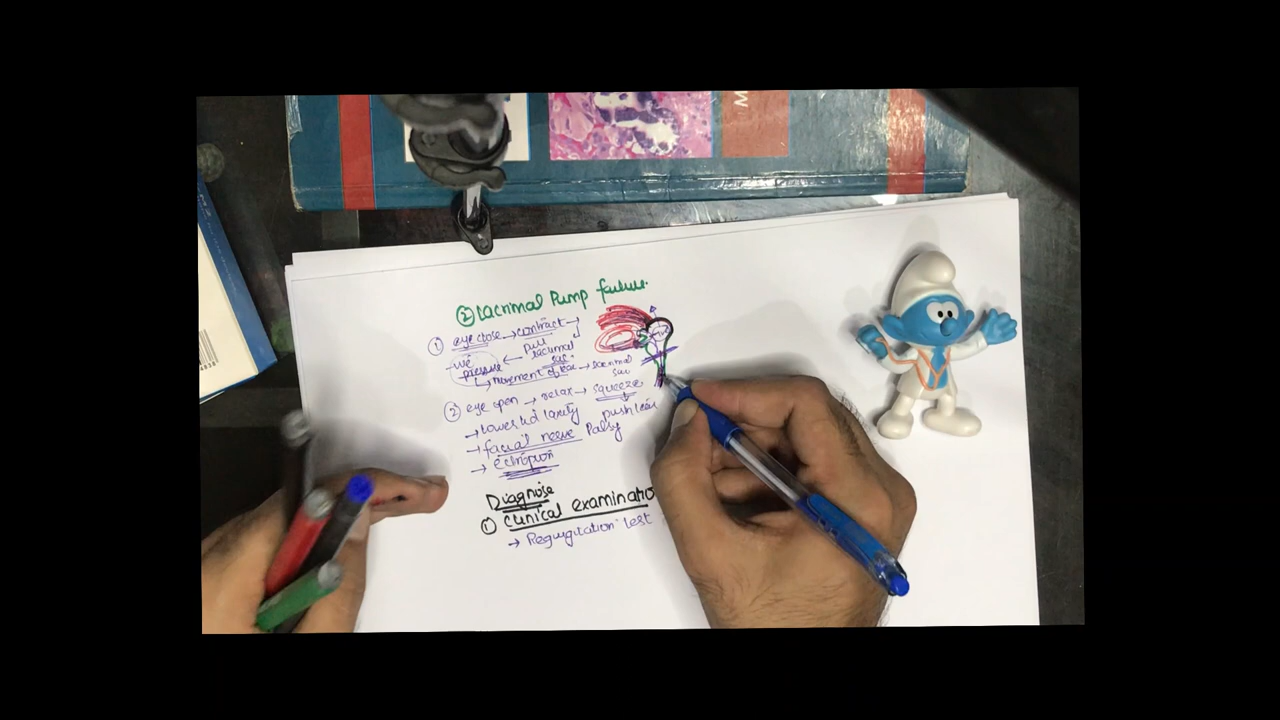 ② Lacrimal Pump failure.
① eye close → contract →
pull
lacrimal
sac.
-ve
pressure
↳ movement of tear → lacrimal
sac
② eye open → relax → squeeze.
push tear
→ Lower lid laxity
→ facial nerve Palsy
→ Ectropion
Diagnose
① clinical examinatio
→ Regurgitation test
M